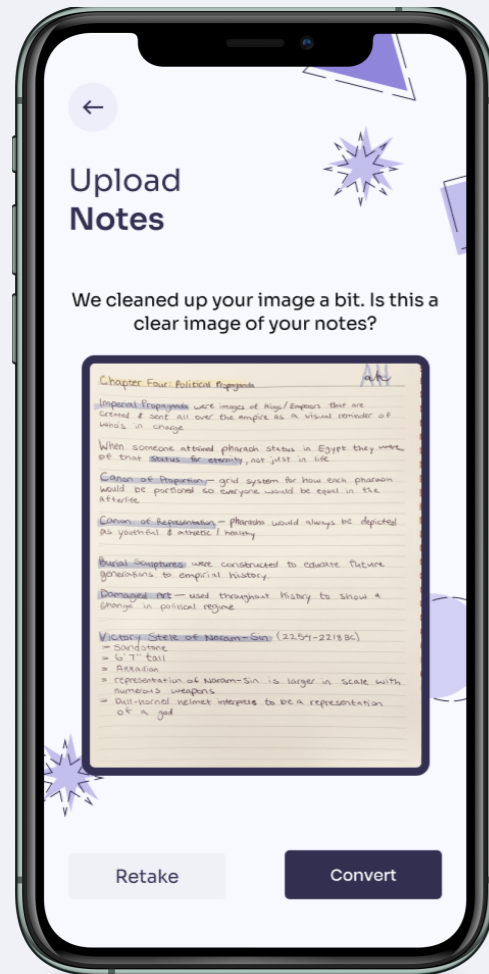 Upload
Notes
We cleaned up your image a bit. Is this a
clear image of your notes?
Chapter Four: Political Propaganda
Imperial Propaganda were images of Kings/Emperors that are
created & sent all over the empire as a visual reminder of
who's in charge
When someone attained pharaoh status in Egypt they were
of that status for eternity, not just in life
Canon of Proportion — grid system for how each pharaoh
would be portioned so everyone would be equal in the
Afterlife
Canon of Representation — pharaohs would always be depicted
as youthful & athletic / healthy
Burial Sculptures were constructed to educate future
generations to empirial history.
Damaged Art — used throughout history to show a
change in political regime
Victory Stele of Naram-Sin (2254-2218BC)
Sandstone
6'7" tall
Akkadian
representation of Naram-Sin is larger in scale with
numerous weapons
Bull-horned helmet interprets to be a representation
of a god
Retake
Convert